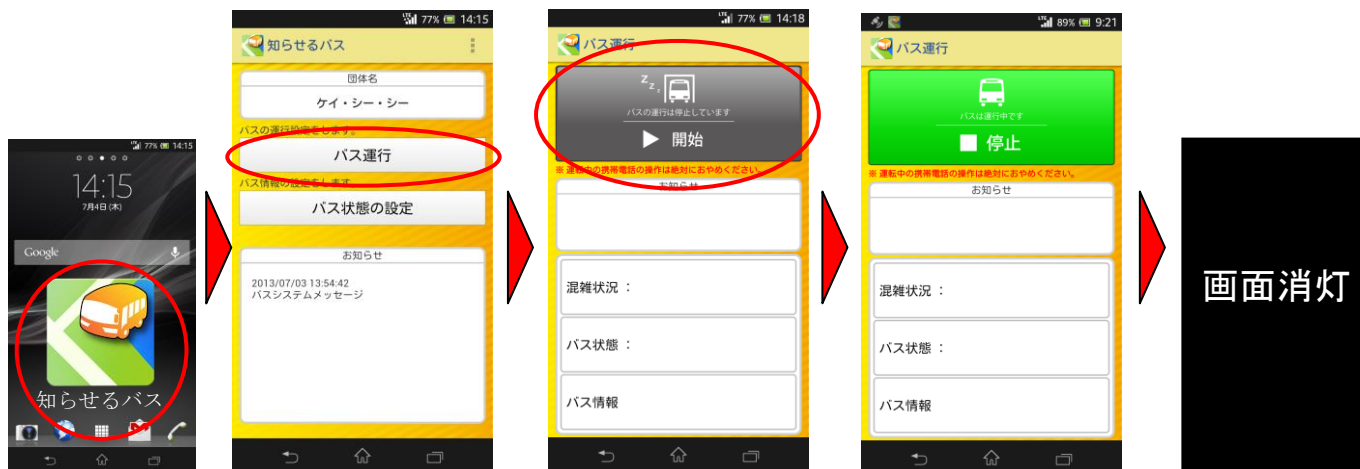 77% 14:15
14:15
7月4日(木)
Google
知らせるバス
LTE 77% 14:15
知らせるバス
団体名
ケイ・シー・シー
バスの運行設定をします。
バス運行
バス情報の設定をします。
バス状態の設定
お知らせ
2013/07/03 13:54:42
バスシステムメッセージ
LTE 77% 14:18
バス運行
zzz
バスの運行は停止しています
開始
※ 運転中の携帯電話の操作は絶対におやめください。
お知らせ
混雑状況 :
バス状態 :
バス情報
LTE 89% 9:21
バス運行
バスは運行中です
停止
※ 運転中の携帯電話の操作は絶対におやめください。
お知らせ
混雑状況 :
バス状態 :
バス情報
画面消灯